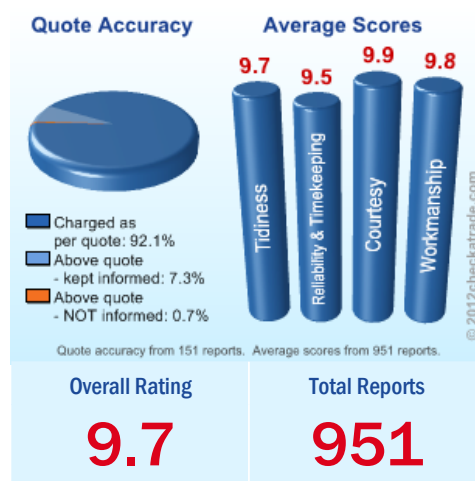 Quote Accuracy
Average Scores
9.7
9.5
9.9
9.8
Tidiness
Reliability & Timekeeping
Courtesy
Workmanship
Charged as
per quote: 92.1%
Above quote
- kept informed: 7.3%
Above quote
- NOT informed: 0.7%
© 2012checkatrade.com
Quote accuracy from 151 reports. Average scores from 951 reports.
Overall Rating
9.7
Total Reports
951